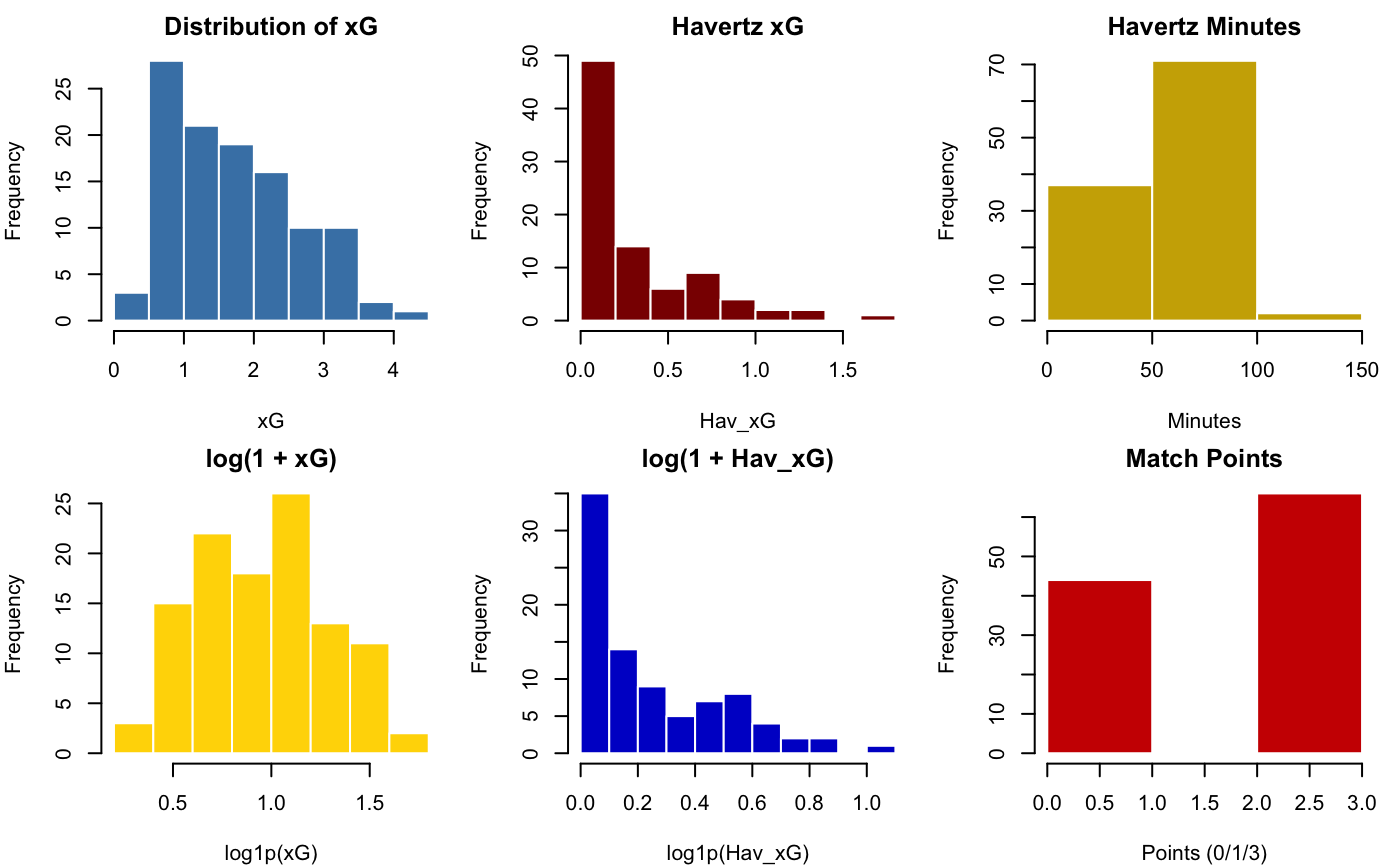 Distribution of xG
Frequency
0 5 10 15 20 25
0 1 2 3 4
xG
Havertz xG
Frequency
0 10 20 30 40 50
0.0 0.5 1.0 1.5
Hav_xG
Havertz Minutes
Frequency
0 10 30 50 70
0 50 100 150
Minutes
log(1 + xG)
Frequency
0 5 10 15 20 25
0.5 1.0 1.5
log1p(xG)
log(1 + Hav_xG)
Frequency
0 5 10 20 30
0.0 0.2 0.4 0.6 0.8 1.0
log1p(Hav_xG)
Match Points
Frequency
0 10 30 50
0.0 0.5 1.0 1.5 2.0 2.5 3.0
Points (0/1/3)